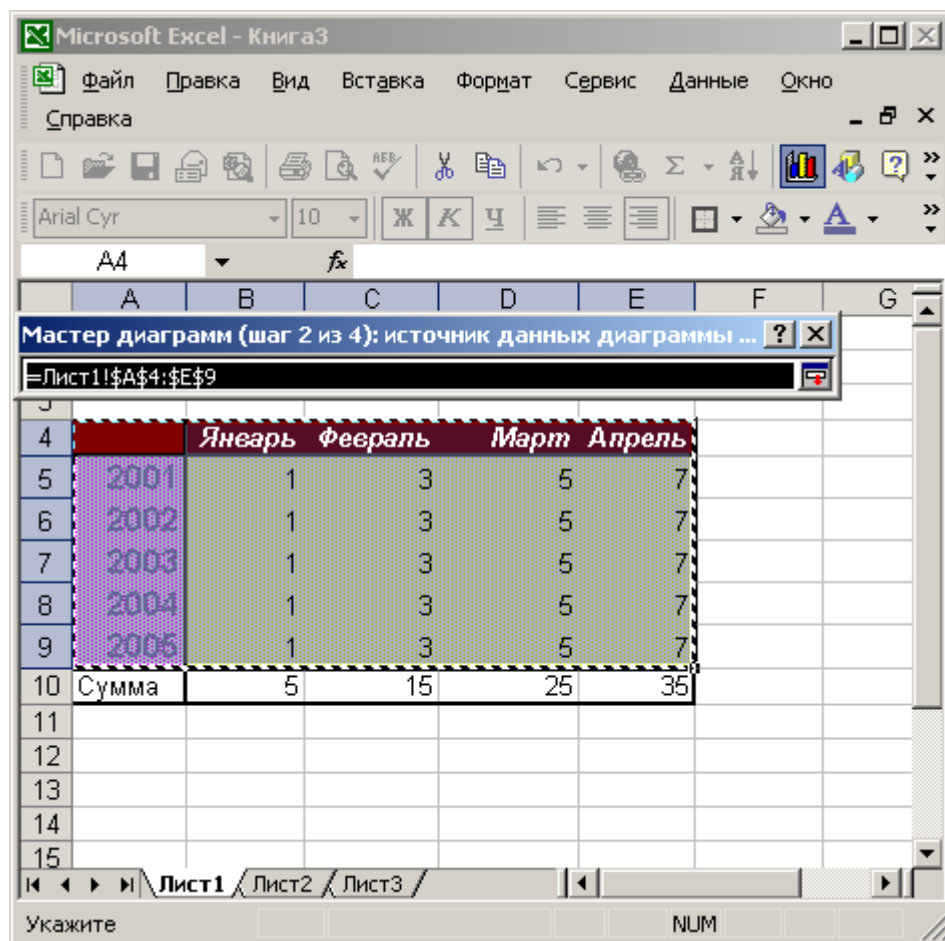 Microsoft Excel - Книга3
Файл Правка Вид Вставка Формат Сервис Данные Окно
Справка
Arial Cyr 10 Ж К Ч
A4 fx
A B C D E F G
Мастер диаграмм (шаг 2 из 4): источник данных диаграммы ... ? X
=Лист1!$A$4:$E$9
4 Январь Февраль Март Апрель
5 2001 1 3 5 7
6 2002 1 3 5 7
7 2003 1 3 5 7
8 2004 1 3 5 7
9 2005 1 3 5 7
10 Сумма 5 15 25 35
11
12
13
14
15
Лист1 Лист2 Лист3
Укажите NUM